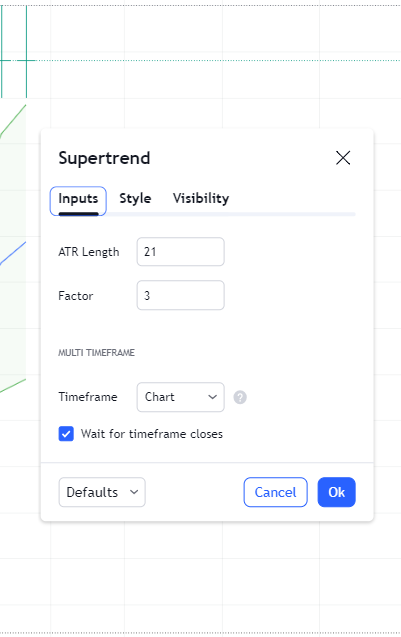 Supertrend
Inputs Style Visibility
ATR Length 21
Factor 3
MULTI TIMEFRAME
Timeframe Chart ?
Wait for timeframe closes
Defaults Cancel Ok